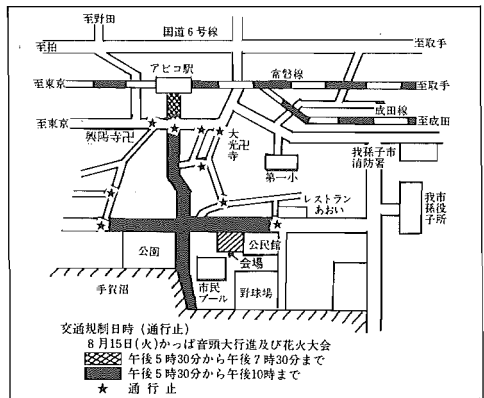 至野田
国道6号線
至柏
至取手
アビコ駅
常磐線
至東京
至取手
成田線
至東京
至成田
興陽寺卍
大光寺卍
我孫子市消防署
第一小
レストランあおい
我孫子市役所
公園
公民館
会場
手賀沼
市民プール
野球場
交通規制日時(通行止)
8月15日(火)かっぱ音頭大行進及び花火大会
午後5時30分から午後7時30分まで
午後5時30分から午後10時まで
★ 通行止